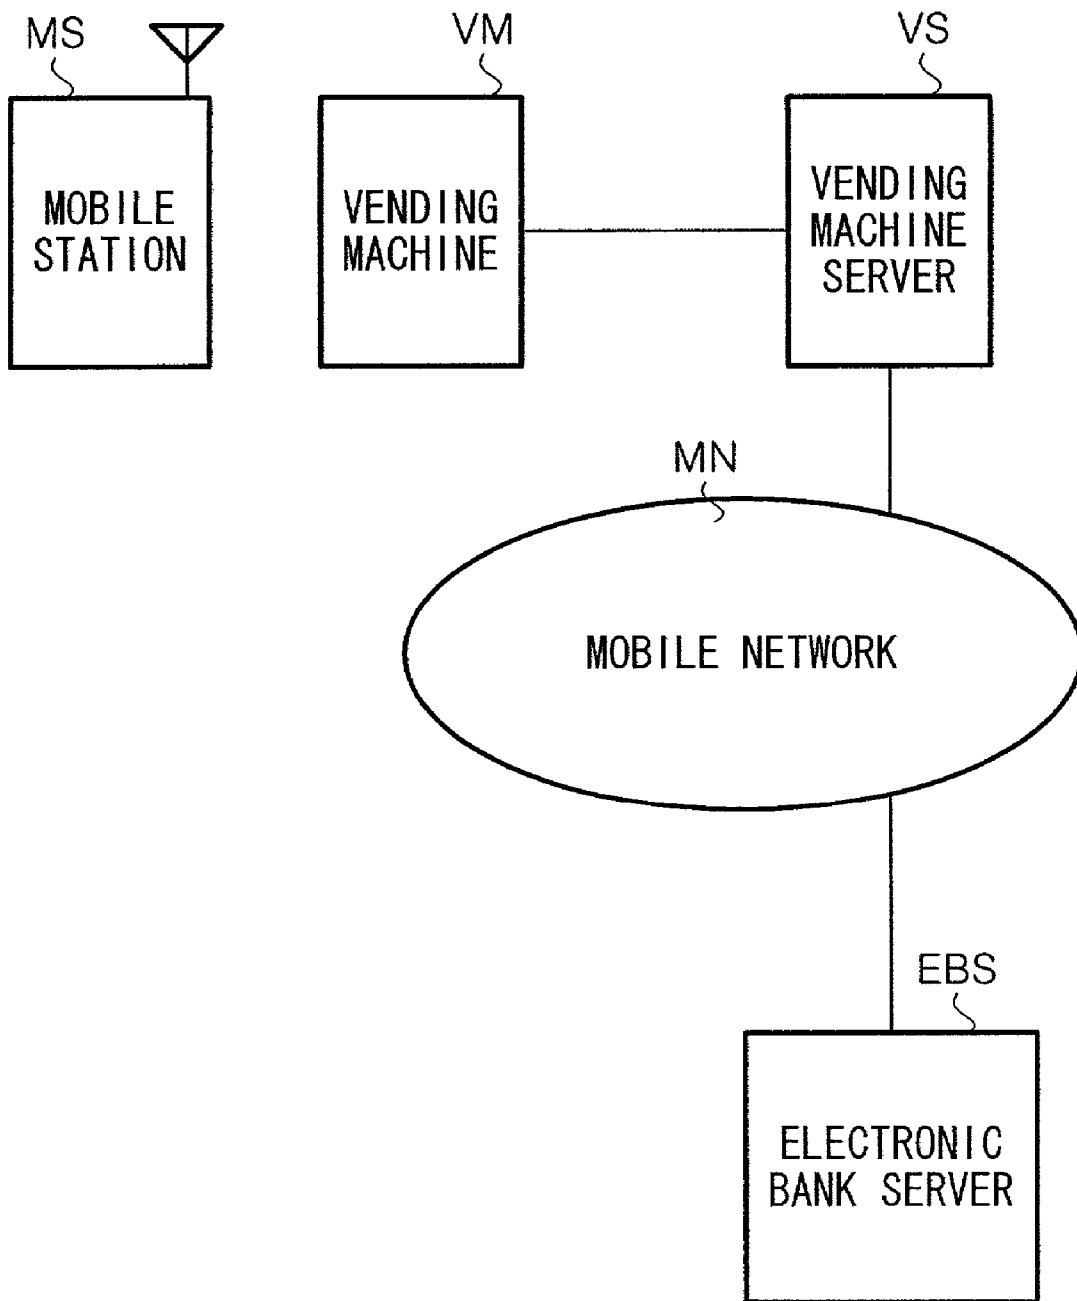 MS
VM
VS
MOBILE
STATION
VENDING
MACHINE
VENDING
MACHINE
SERVER
MN
MOBILE NETWORK
EBS
ELECTRONIC
BANK SERVER